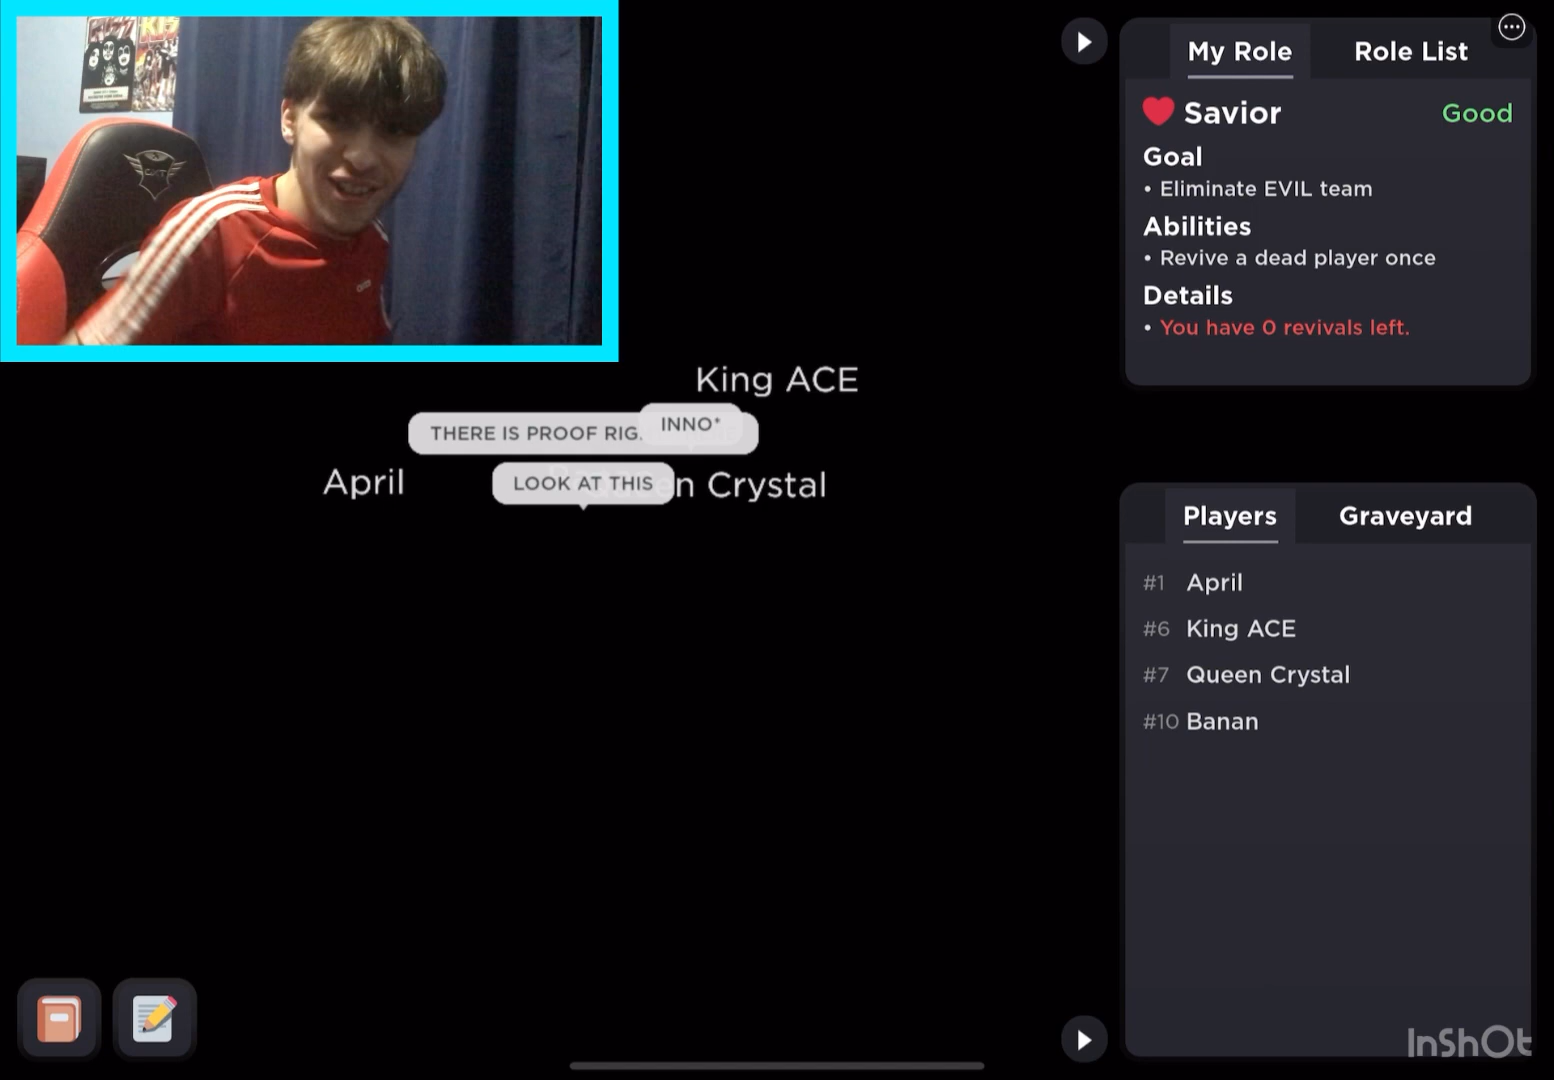 My Role
Role List
Savior
Good
Goal
• Eliminate EVIL team
Abilities
• Revive a dead player once
Details
• You have 0 revivals left.
King ACE
INNO*
THERE IS PROOF RIG
April
LOOK AT THIS
n Crystal
Players
Graveyard
#1 April
#6 King ACE
#7 Queen Crystal
#10 Banan
InShOt